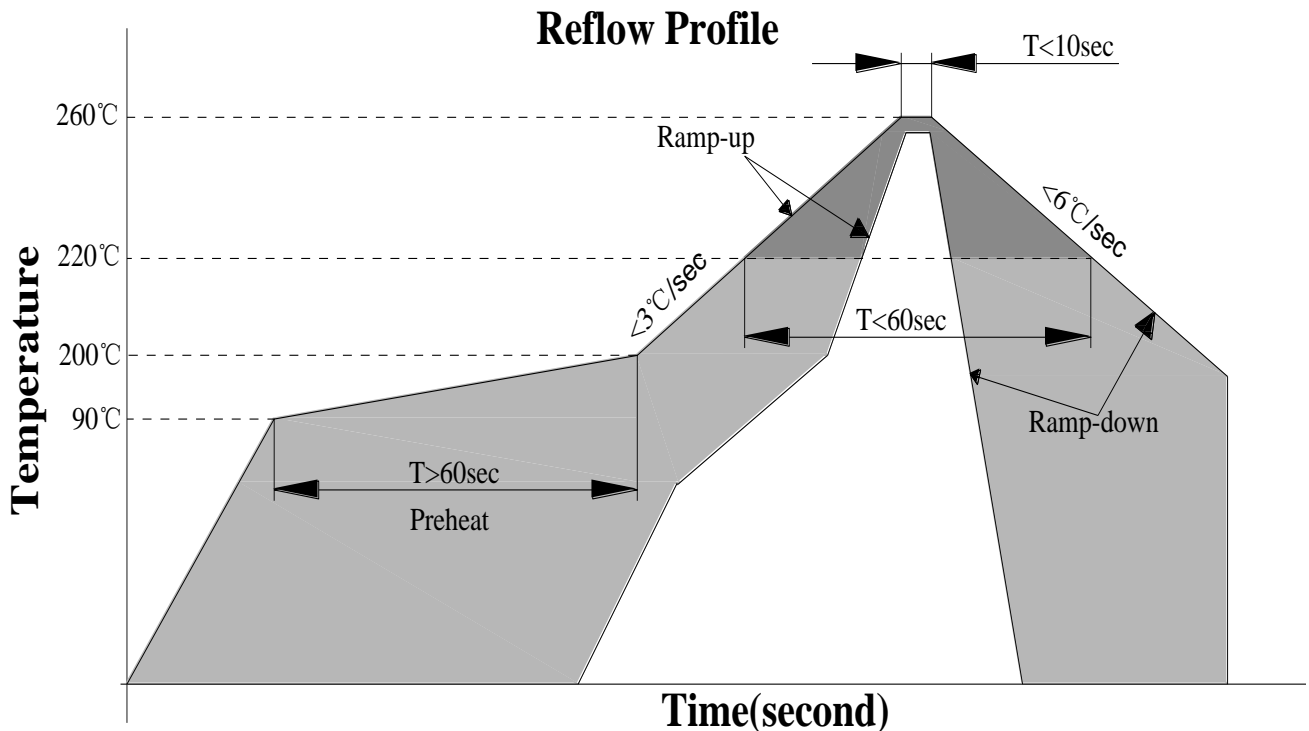 Reflow Profile
T<10sec
260℃
Ramp-up
<6℃/sec
220℃
<3℃/sec
T<60sec
200℃
90℃
Ramp-down
T>60sec
Preheat
Temperature
Time(second)